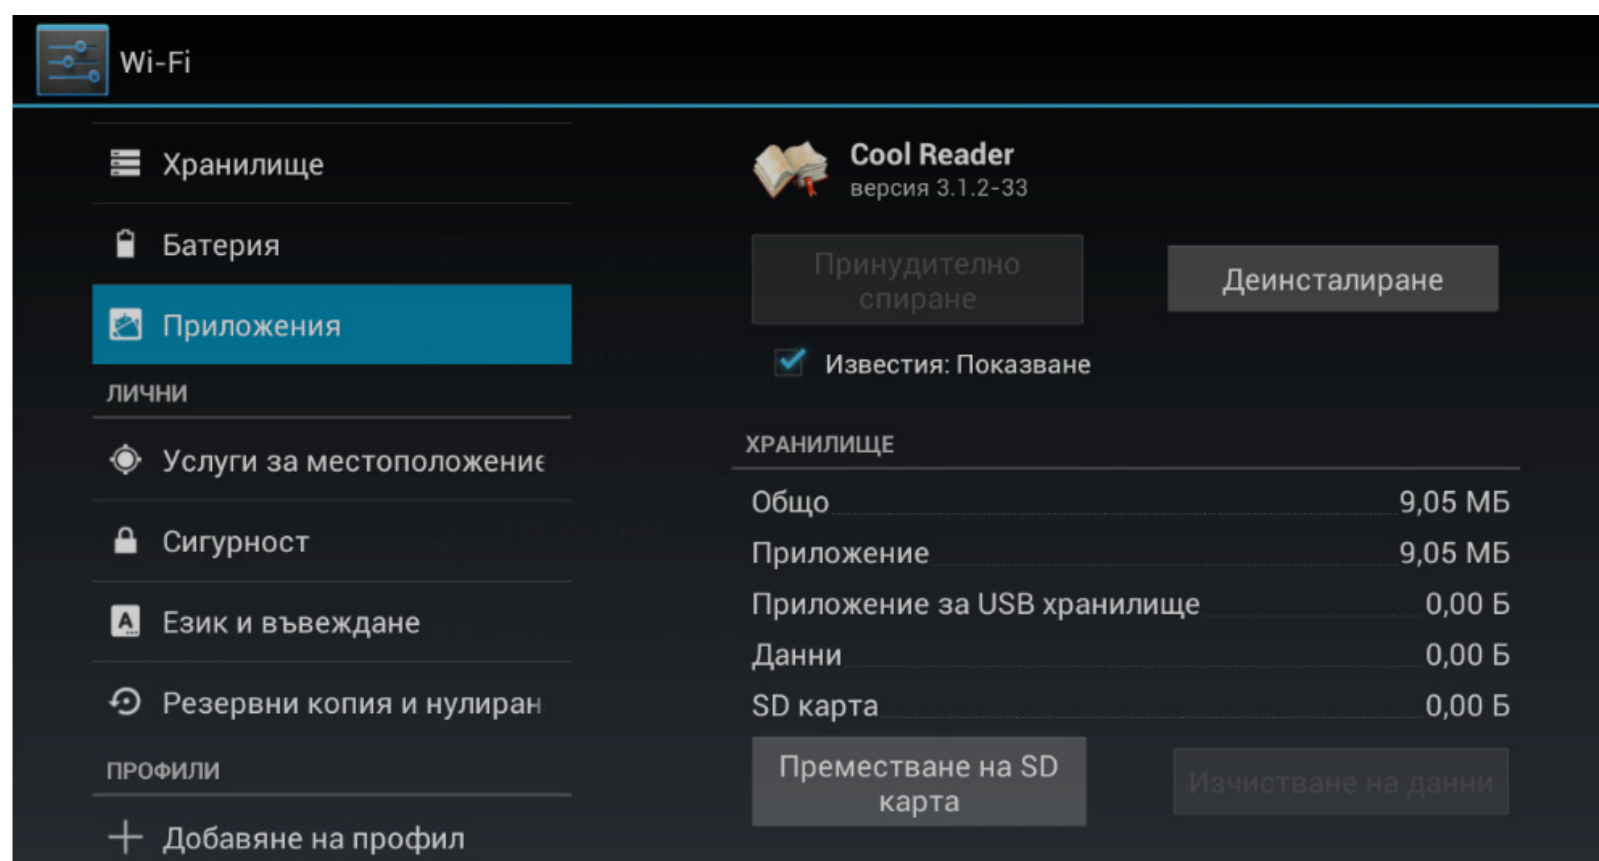 Wi-Fi
Хранилище
Батерия
Приложения
ЛИЧНИ
Услуги за местоположение
Сигурност
Език и въвеждане
Резервни копия и нулиран
ПРОФИЛИ
Добавяне на профил
Cool Reader
версия 3.1.2-33
Принудително
спиране
Деинсталиране
Известия: Показване
ХРАНИЛИЩЕ
Общо 9,05 МБ
Приложение 9,05 МБ
Приложение за USB хранилище 0,00 Б
Данни 0,00 Б
SD карта 0,00 Б
Преместване на SD
карта
Изчистване на данни